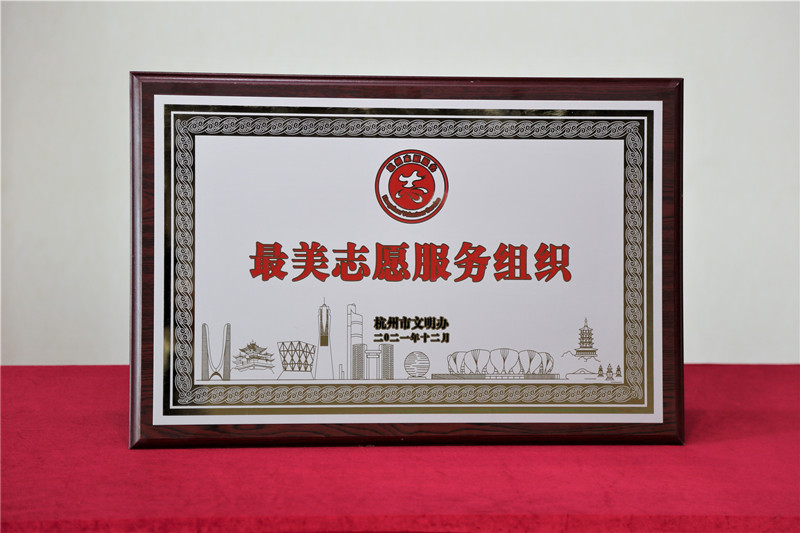 最美志愿服务组织
杭州市文明办
二〇二一年十二月